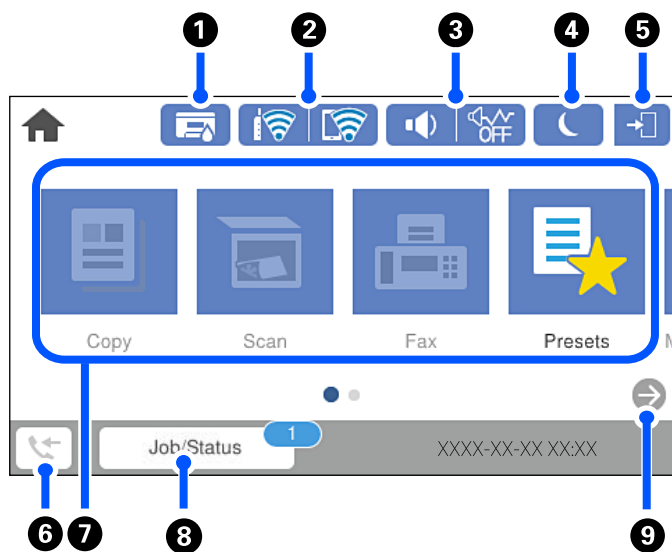 1 2 3 4 5
OFF
Copy Scan Fax Presets M
1
Job/Status XXXX-XX-XX XX:XX
6 7 8 9